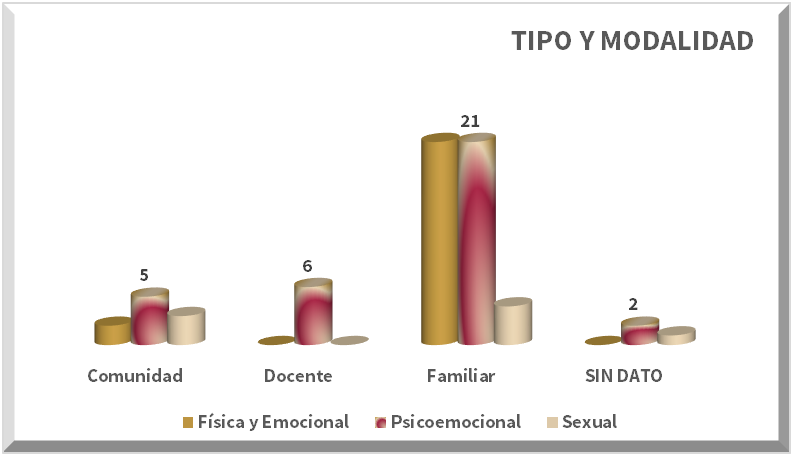 TIPO Y MODALIDAD
21
5
6
2
Comunidad Docente Familiar SIN DATO
Física y Emocional Psicoemocional Sexual